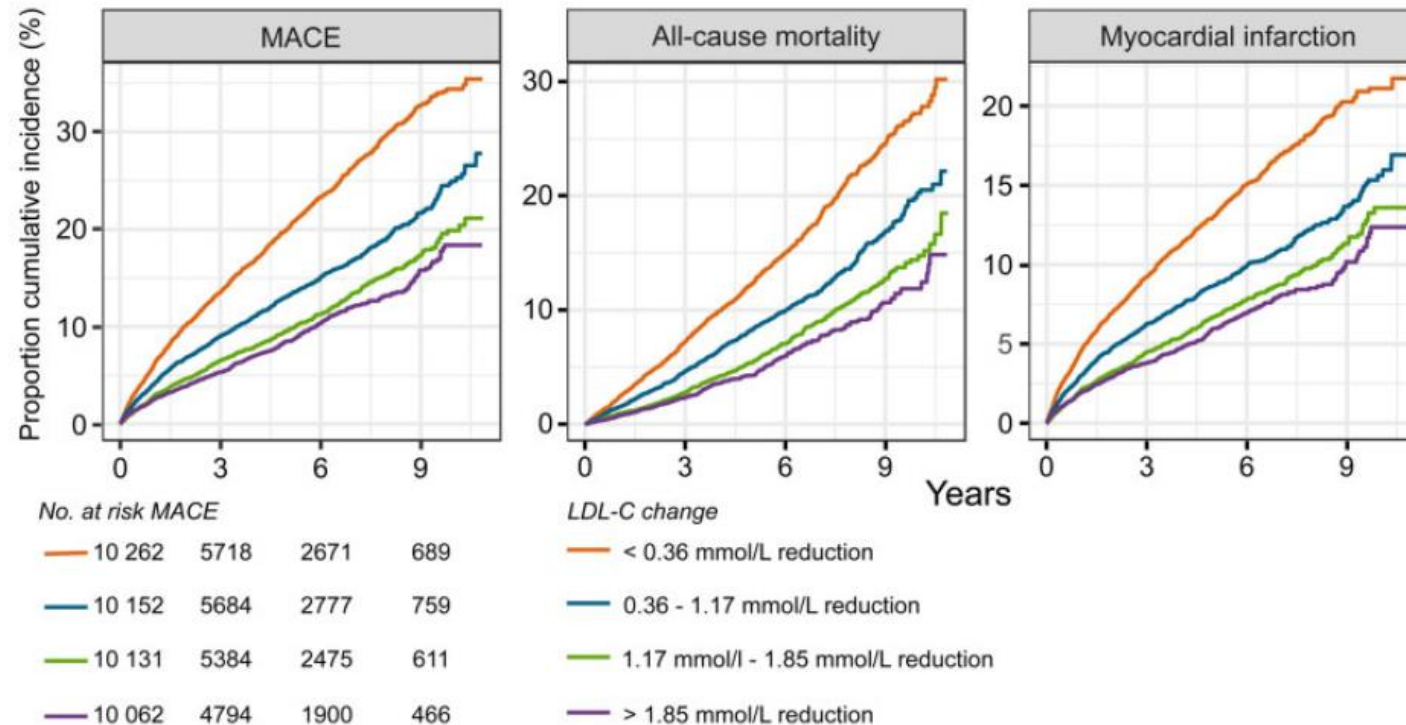 Proportion cumulative incidence (%)
MACE
30
20
10
0
0 3 6 9
All-cause mortality
30
20
10
0
0 3 6 9
Myocardial infarction
20
15
10
5
0
0 3 6 9
Years
No. at risk MACE
10 262 5718 2671 689
10 152 5684 2777 759
10 131 5384 2475 611
10 062 4794 1900 466
LDL-C change
< 0.36 mmol/L reduction
0.36 - 1.17 mmol/L reduction
1.17 mmol/l - 1.85 mmol/L reduction
> 1.85 mmol/L reduction